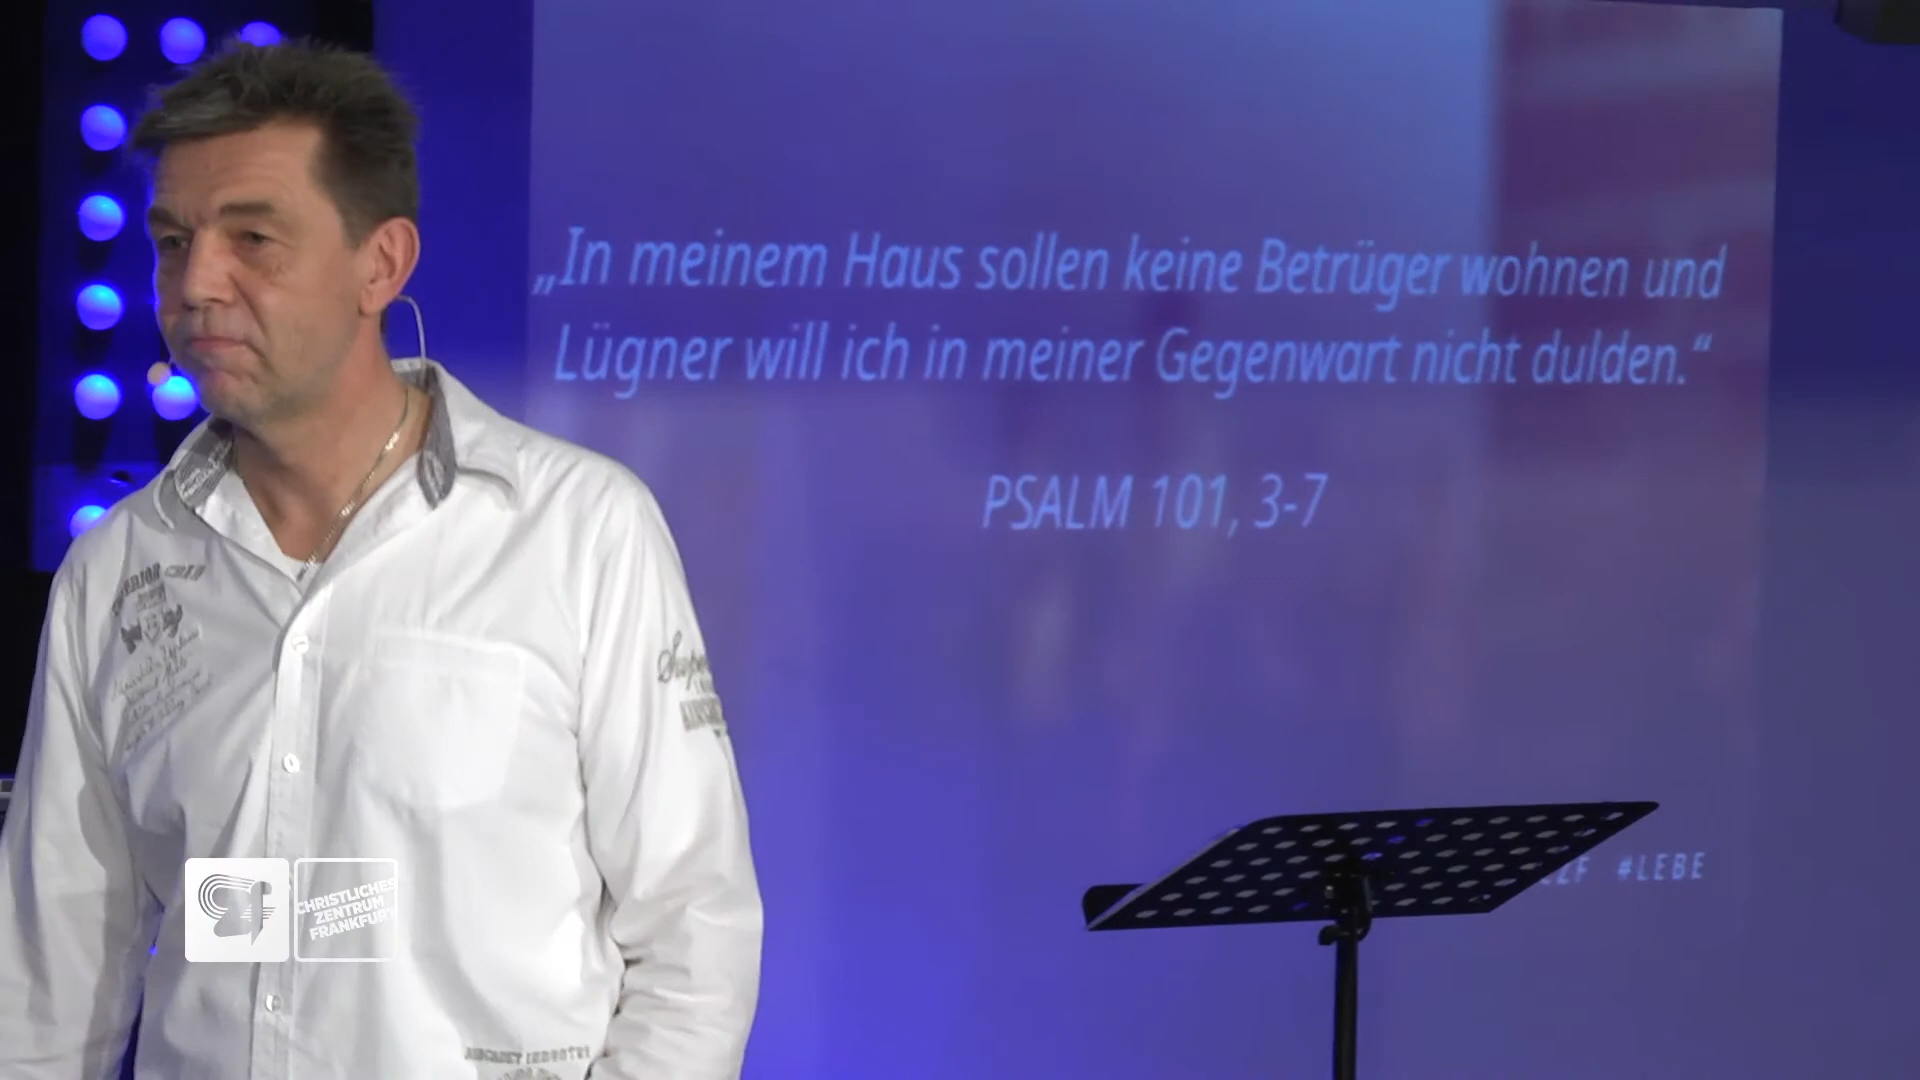 „In meinem Haus sollen keine Betrüger wohnen und
Lügner will ich in meiner Gegenwart nicht dulden.“
PSALM 101, 3-7
#LEBE
CHRISTLICHES
ZENTRUM
FRANKFURT